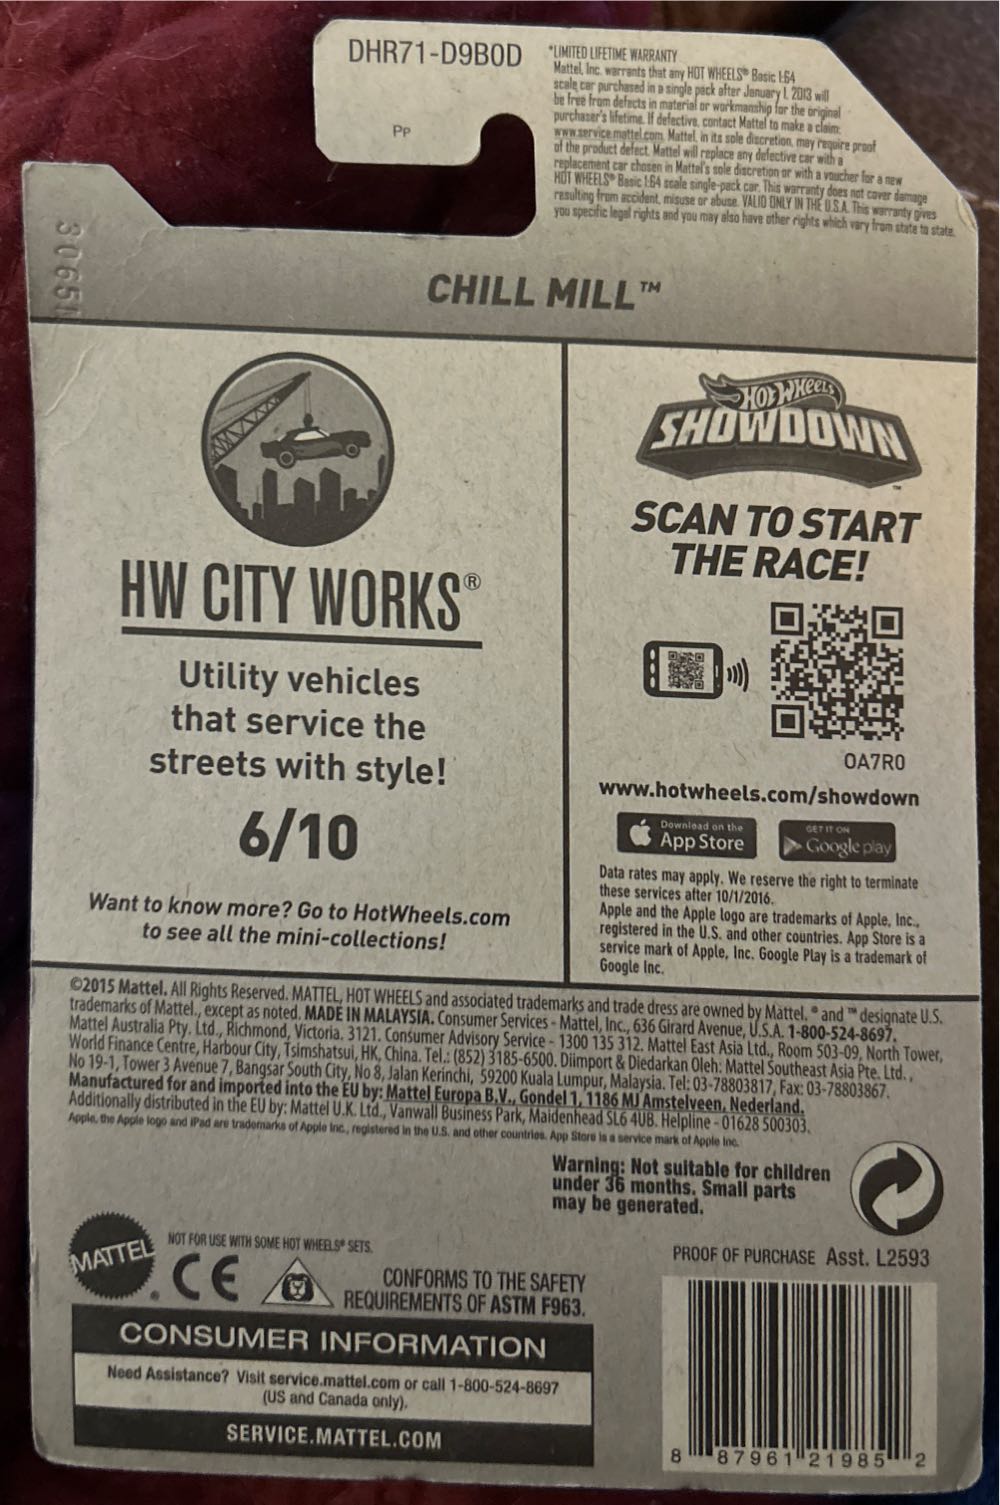 DHR71-D9B0D
Pp
*LIMITED LIFETIME WARRANTY
Mattel, Inc. warrants that any HOT WHEELS® Basic 1:64
scale car purchased in a single pack after January 1, 2013 will
be free from defects in material or workmanship for the original
purchaser's lifetime. If defective, contact Mattel to make a claim:
www.service.mattel.com. Mattel, in its sole discretion, may require proof
of the product defect. Mattel will replace any defective car with a
replacement car chosen in Mattel's sole discretion or with a voucher for a new
HOT WHEELS® Basic 1:64 scale single-pack car. This warranty does not cover damage
resulting from accident, misuse or abuse. VALID ONLY IN THE U.S.A. This warranty gives
you specific legal rights and you may also have other rights which vary from state to state.
CHILL MILL™
HW CITY WORKS®
Utility vehicles
that service the
streets with style!
6/10
Want to know more? Go to HotWheels.com
to see all the mini-collections!
HOT WHEELS
SHOWDOWN™
SCAN TO START
THE RACE!
OA7R0
www.hotwheels.com/showdown
Download on the
App Store
GET IT ON
Google play
Data rates may apply. We reserve the right to terminate
these services after 10/1/2016.
Apple and the Apple logo are trademarks of Apple, Inc.,
registered in the U.S. and other countries. App Store is a
service mark of Apple, Inc. Google Play is a trademark of
Google Inc.
©2015 Mattel. All Rights Reserved. MATTEL, HOT WHEELS and associated trademarks and trade dress are owned by Mattel. ® and ™ designate U.S.
trademarks of Mattel., except as noted. MADE IN MALAYSIA. Consumer Services - Mattel, Inc., 636 Girard Avenue, U.S.A. 1-800-524-8697.
Mattel Australia Pty. Ltd., Richmond, Victoria. 3121. Consumer Advisory Service - 1300 135 312. Mattel East Asia Ltd., Room 503-09, North Tower,
World Finance Centre, Harbour City, Tsimshatsui, HK, China. Tel.: (852) 3185-6500. Diimport & Diedarkan Oleh: Mattel Southeast Asia Pte. Ltd.,
No 19-1, Tower 3 Avenue 7, Bangsar South City, No 8, Jalan Kerinchi, 59200 Kuala Lumpur, Malaysia. Tel: 03-78803817, Fax: 03-78803867.
Manufactured for and imported into the EU by: Mattel Europa B.V., Gondel 1, 1186 MJ Amstelveen, Nederland.
Additionally distributed in the EU by: Mattel U.K. Ltd., Vanwall Business Park, Maidenhead SL6 4UB. Helpline - 01628 500303.
Apple, the Apple logo and iPad are trademarks of Apple Inc., registered in the U.S. and other countries. App Store is a service mark of Apple Inc.
Warning: Not suitable for children
under 36 months. Small parts
may be generated.
MATTEL®
NOT FOR USE WITH SOME HOT WHEELS® SETS.
CE
CONFORMS TO THE SAFETY
REQUIREMENTS OF ASTM F963.
PROOF OF PURCHASE Asst. L2593
CONSUMER INFORMATION
Need Assistance? Visit service.mattel.com or call 1-800-524-8697
(US and Canada only).
SERVICE.MATTEL.COM
8 87961 21985 2